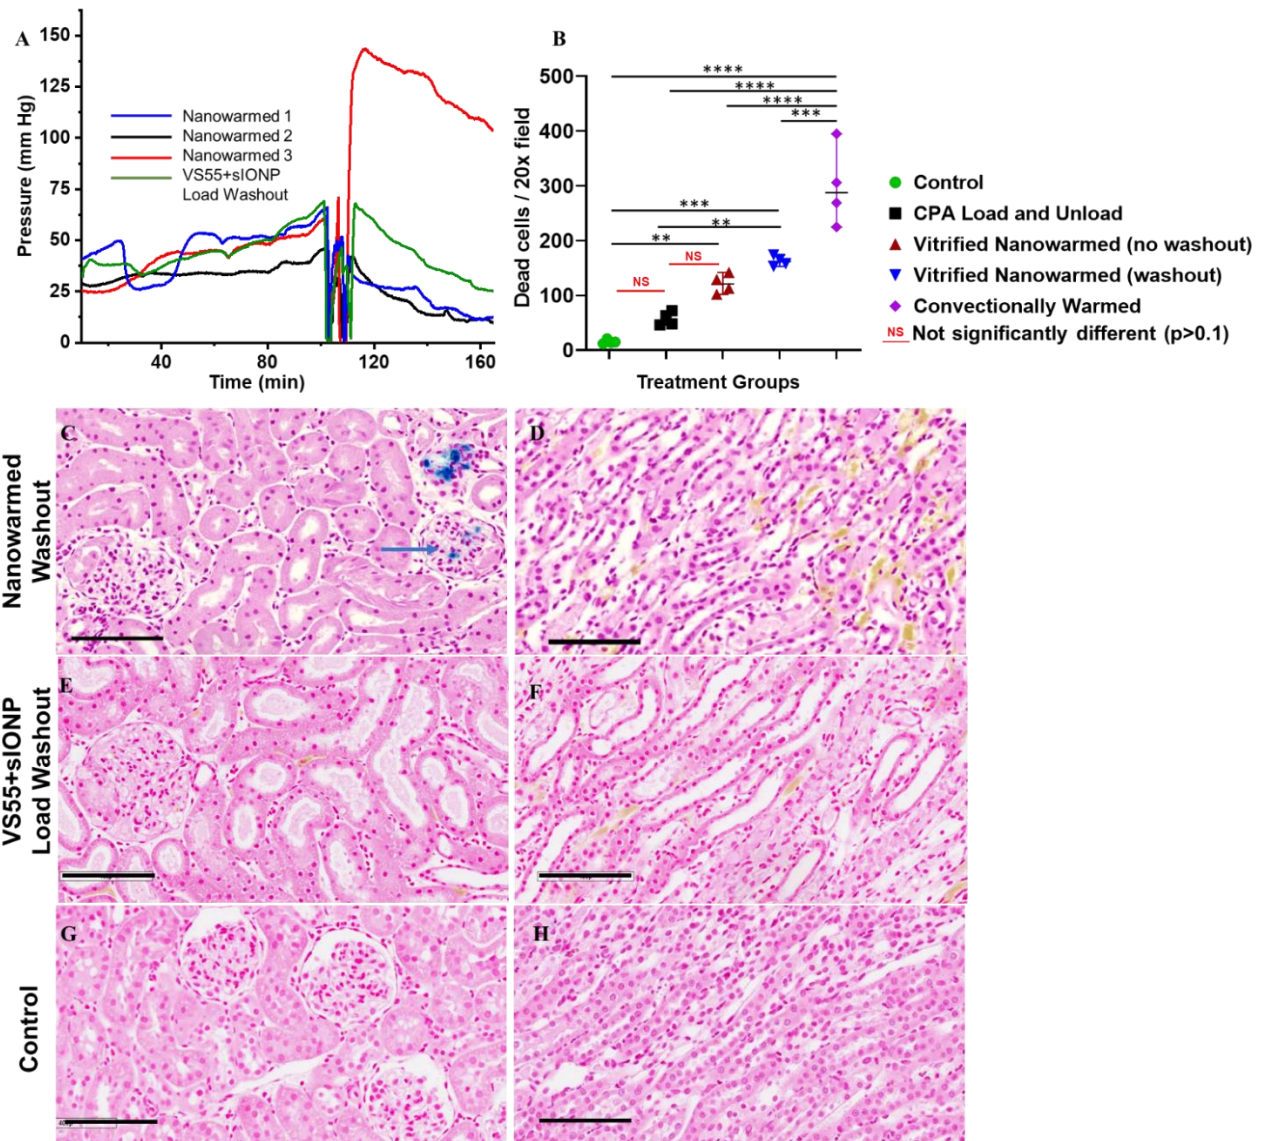 A
Pressure (mm Hg)
150
125
100
75
50
25
0
40
80
120
160
Time (min)
Nanowarmed 1
Nanowarmed 2
Nanowarmed 3
VS55+sIONP
Load Washout
B
Dead cells / 20x field
500
400
300
200
100
0
****
****
****
***
***
**
**
NS
NS
Treatment Groups
Control
CPA Load and Unload
Vitrified Nanowarmed (no washout)
Vitrified Nanowarmed (washout)
Convectionally Warmed
NS Not significantly different (p>0.1)
Nanowarmed
Washout
C
D
VS55+sIONP
Load Washout
E
F
Control
G
H